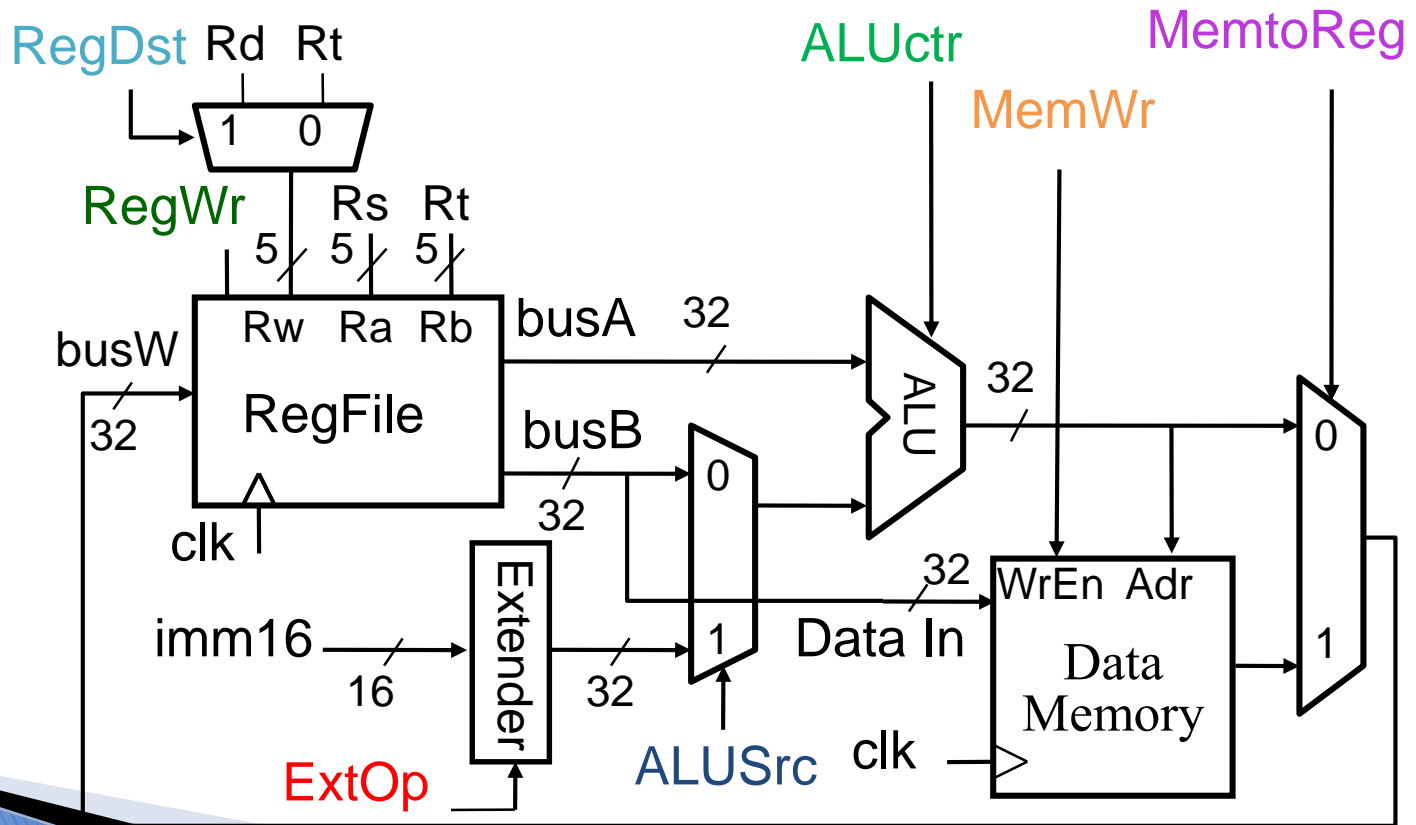 RegDst Rd Rt ALUctr MemtoReg
MemWr
1 0
RegWr Rs Rt
5 5 5
Rw Ra Rb busA 32
busW ALU 32
RegFile
32 busB 0
0
32
clk
Extender 32 WrEn Adr
imm16 1 Data In 1
16 32 Data
Memory
ExtOp ALUSrc clk